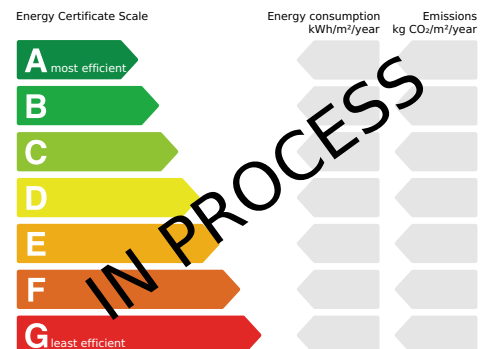 Energy Certificate Scale
Energy consumption
kWh/m²/year
Emissions
kg CO₂/m²/year
A most efficient
B
C
D
E
F
G least efficient
IN PROCESS